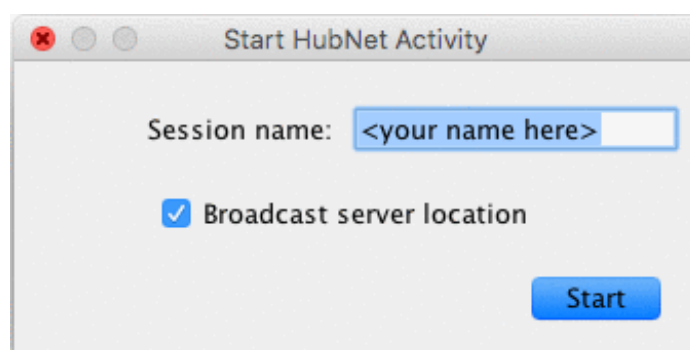 Start HubNet Activity
Session name: <your name here>
Broadcast server location
Start